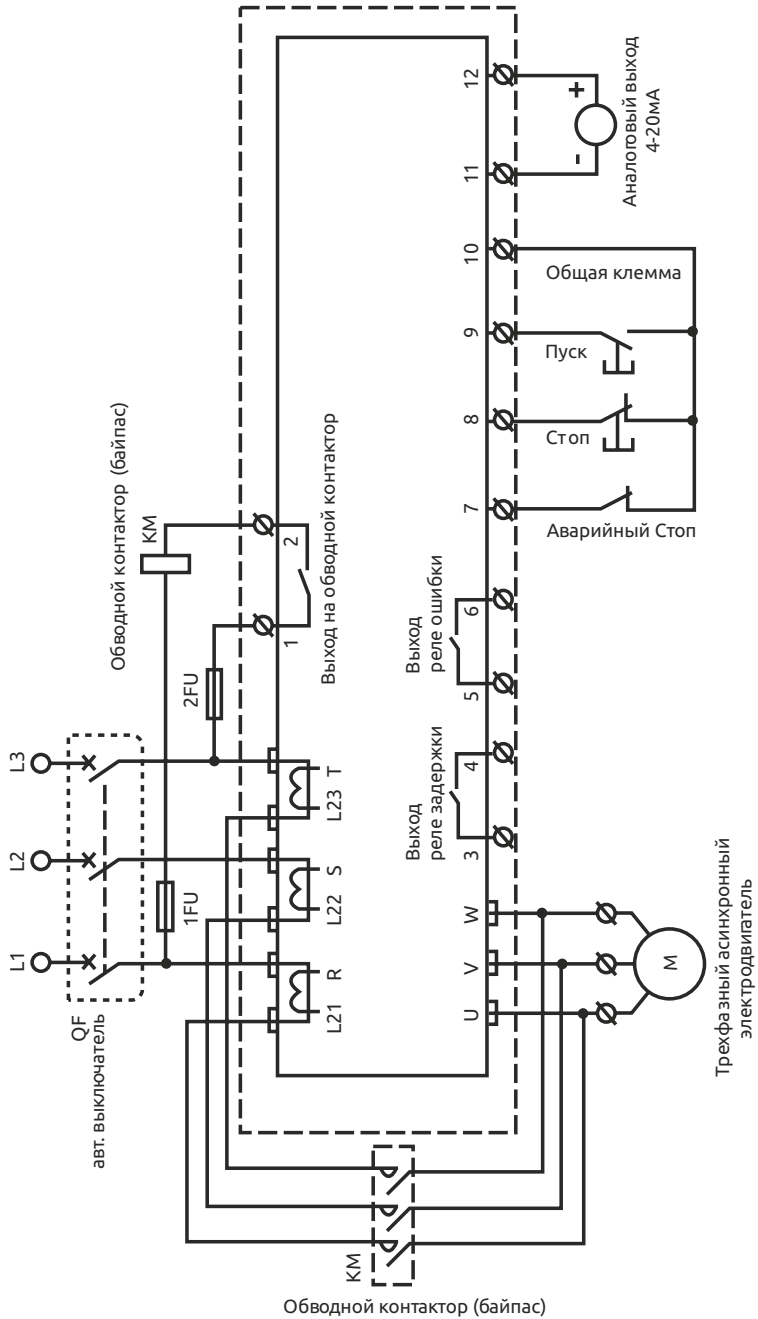 L1
L2
L3
QF
авт. выключатель
1FU
2FU
Обводной контактор (байпас)
КМ
L21
R
L22
S
L23
T
1
2
Выход на обводной контактор
U
V
W
3
4
Выход
реле задержки
5
6
Выход
реле ошибки
7
8
9
10
11
12
Аварийный Стоп
Стоп
Пуск
Общая клемма
-
+
Аналоговый выход
4-20мА
М
Трехфазный асинхронный
электродвигатель
КМ
Обводной контактор (байпас)